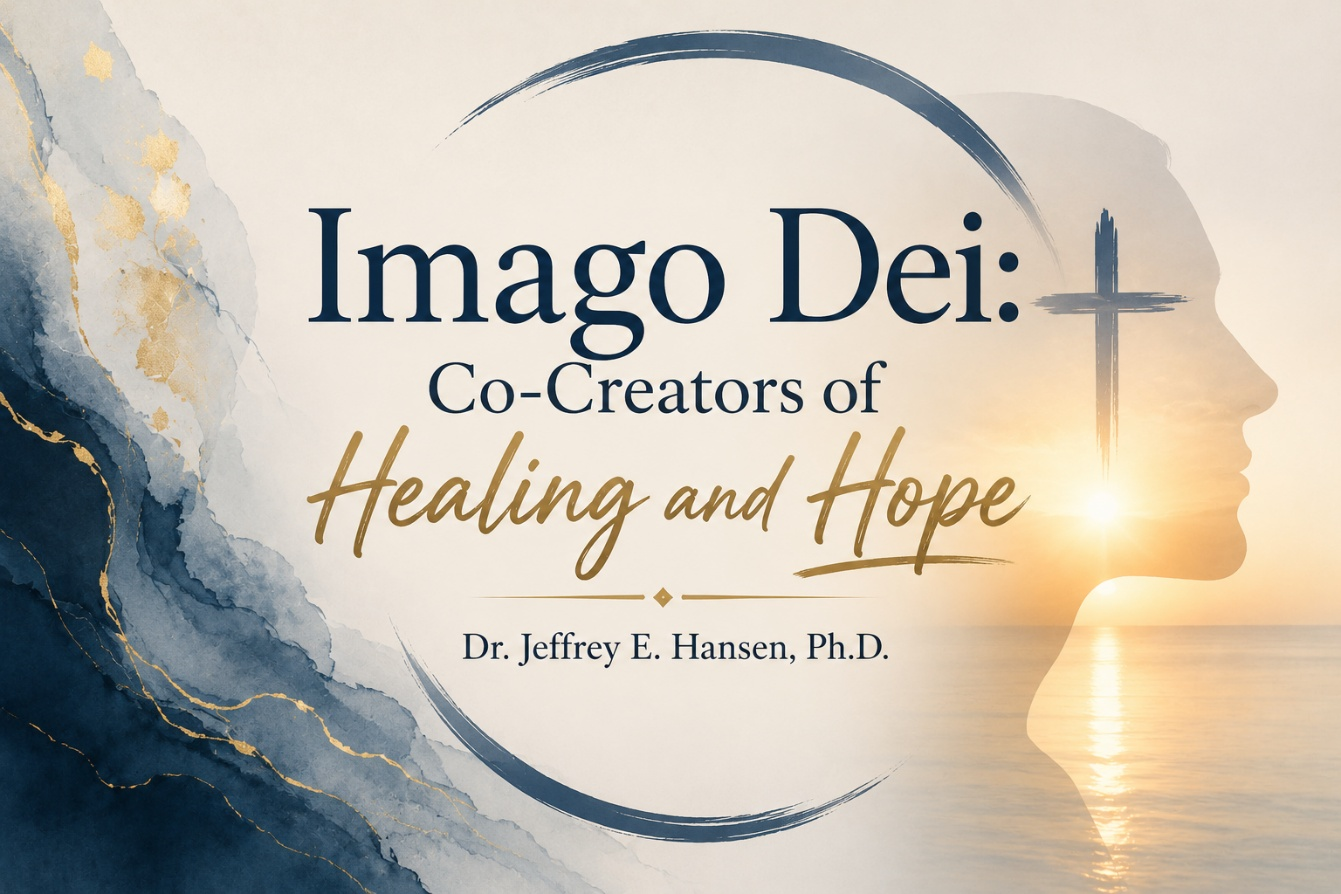 Imago Dei:
Co-Creators of
Healing and Hope
Dr. Jeffrey E. Hansen, Ph.D.